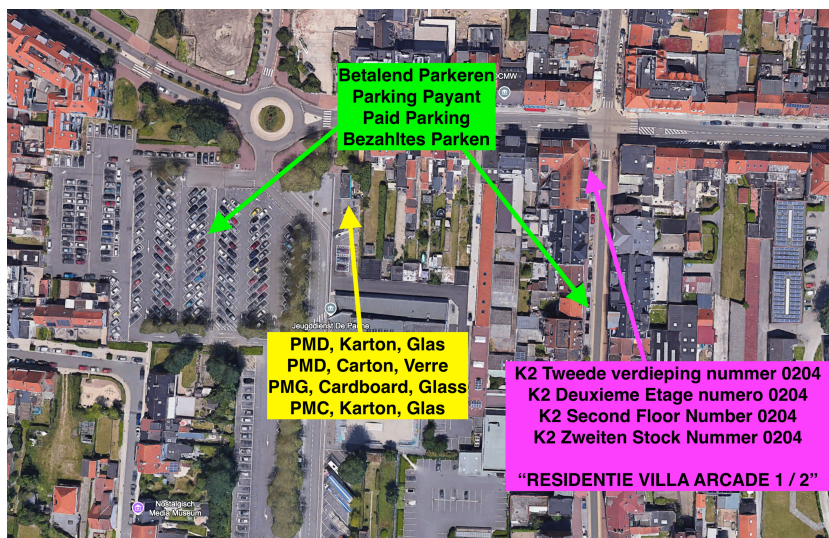 Betalend Parkeren
Parking Payant
Paid Parking
Bezahltes Parken
CMW
Jeugddienst De Panne
PMD, Karton, Glas
PMD, Carton, Verre
PMG, Cardboard, Glass
PMC, Karton, Glas
K2 Tweede verdieping nummer 0204
K2 Deuxieme Etage numero 0204
K2 Second Floor Number 0204
K2 Zweiten Stock Nummer 0204
“RESIDENTIE VILLA ARCADE 1 / 2”
Nostalgisch
Media Museum